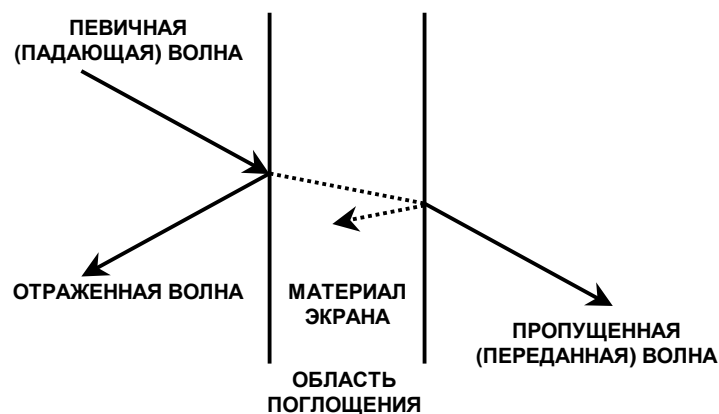 ПЕВИЧНАЯ
(ПАДАЮЩАЯ) ВОЛНА
ОТРАЖЕННАЯ ВОЛНА
МАТЕРИАЛ
ЭКРАНА
ПРОПУЩЕННАЯ
(ПЕРЕДАННАЯ) ВОЛНА
ОБЛАСТЬ
ПОГЛОЩЕНИЯ